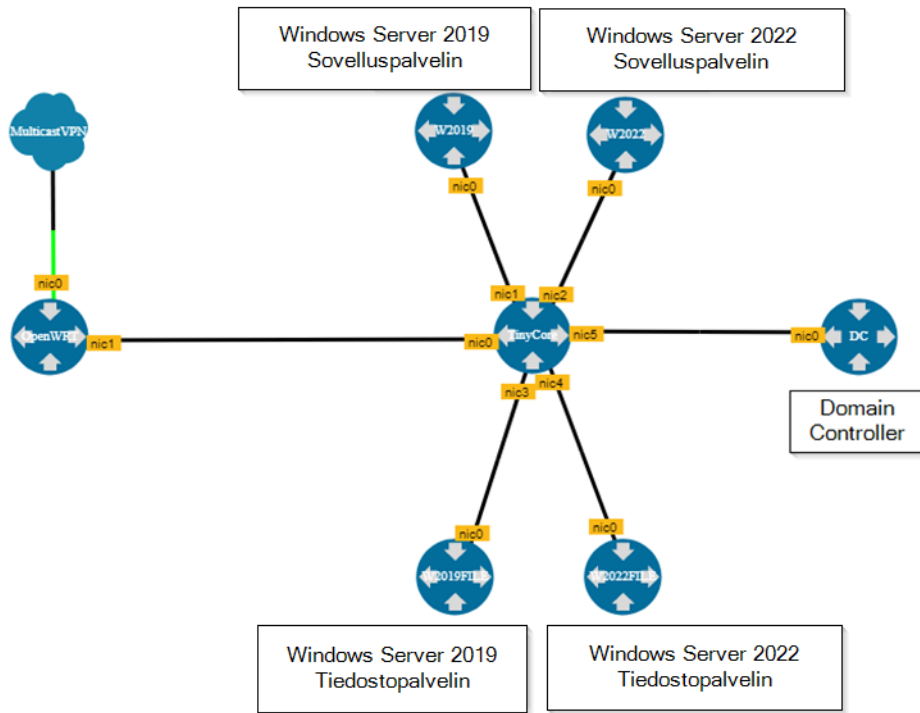 Windows Server 2019
Sovelluspalvelin
Windows Server 2022
Sovelluspalvelin
MulticastVPN
W2019
W2022
nic0
nic0
nic0
nic1
nic2
OpenWRT
nic1
nic0
TinyCore
nic5
nic0
DC
nic3
nic4
Domain
Controller
nic0
nic0
W2019FILE
W2022FILE
Windows Server 2019
Tiedostopalvelin
Windows Server 2022
Tiedostopalvelin